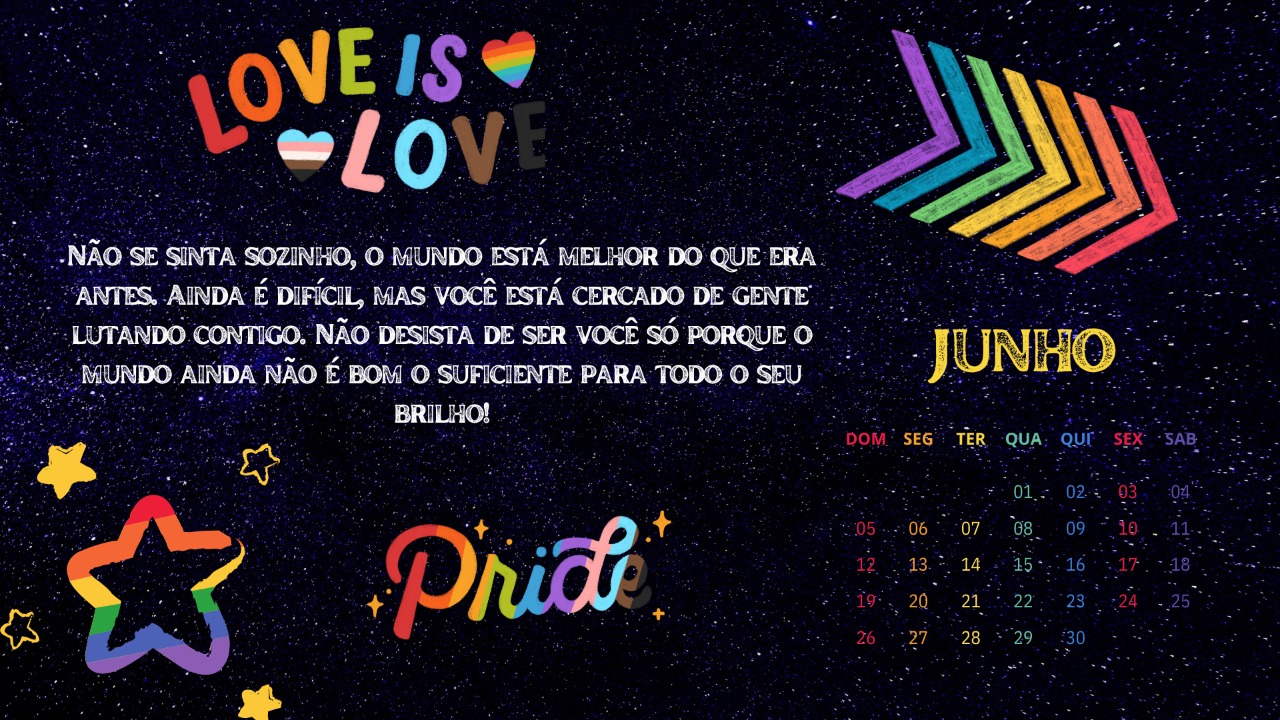 LOVE IS
LOVE
Não se sinta sozinho, o mundo está melhor do que era
antes. Ainda é difícil, mas você está cercado de gente
lutando contigo. Não desista de ser você só porque o
mundo ainda não é bom o suficiente para todo o seu
brilho!
Pride
JUNHO
DOM SEG TER QUA QUI SEX SAB
01 02 03 04
05 06 07 08 09 10 11
12 13 14 15 16 17 18
19 20 21 22 23 24 25
26 27 28 29 30